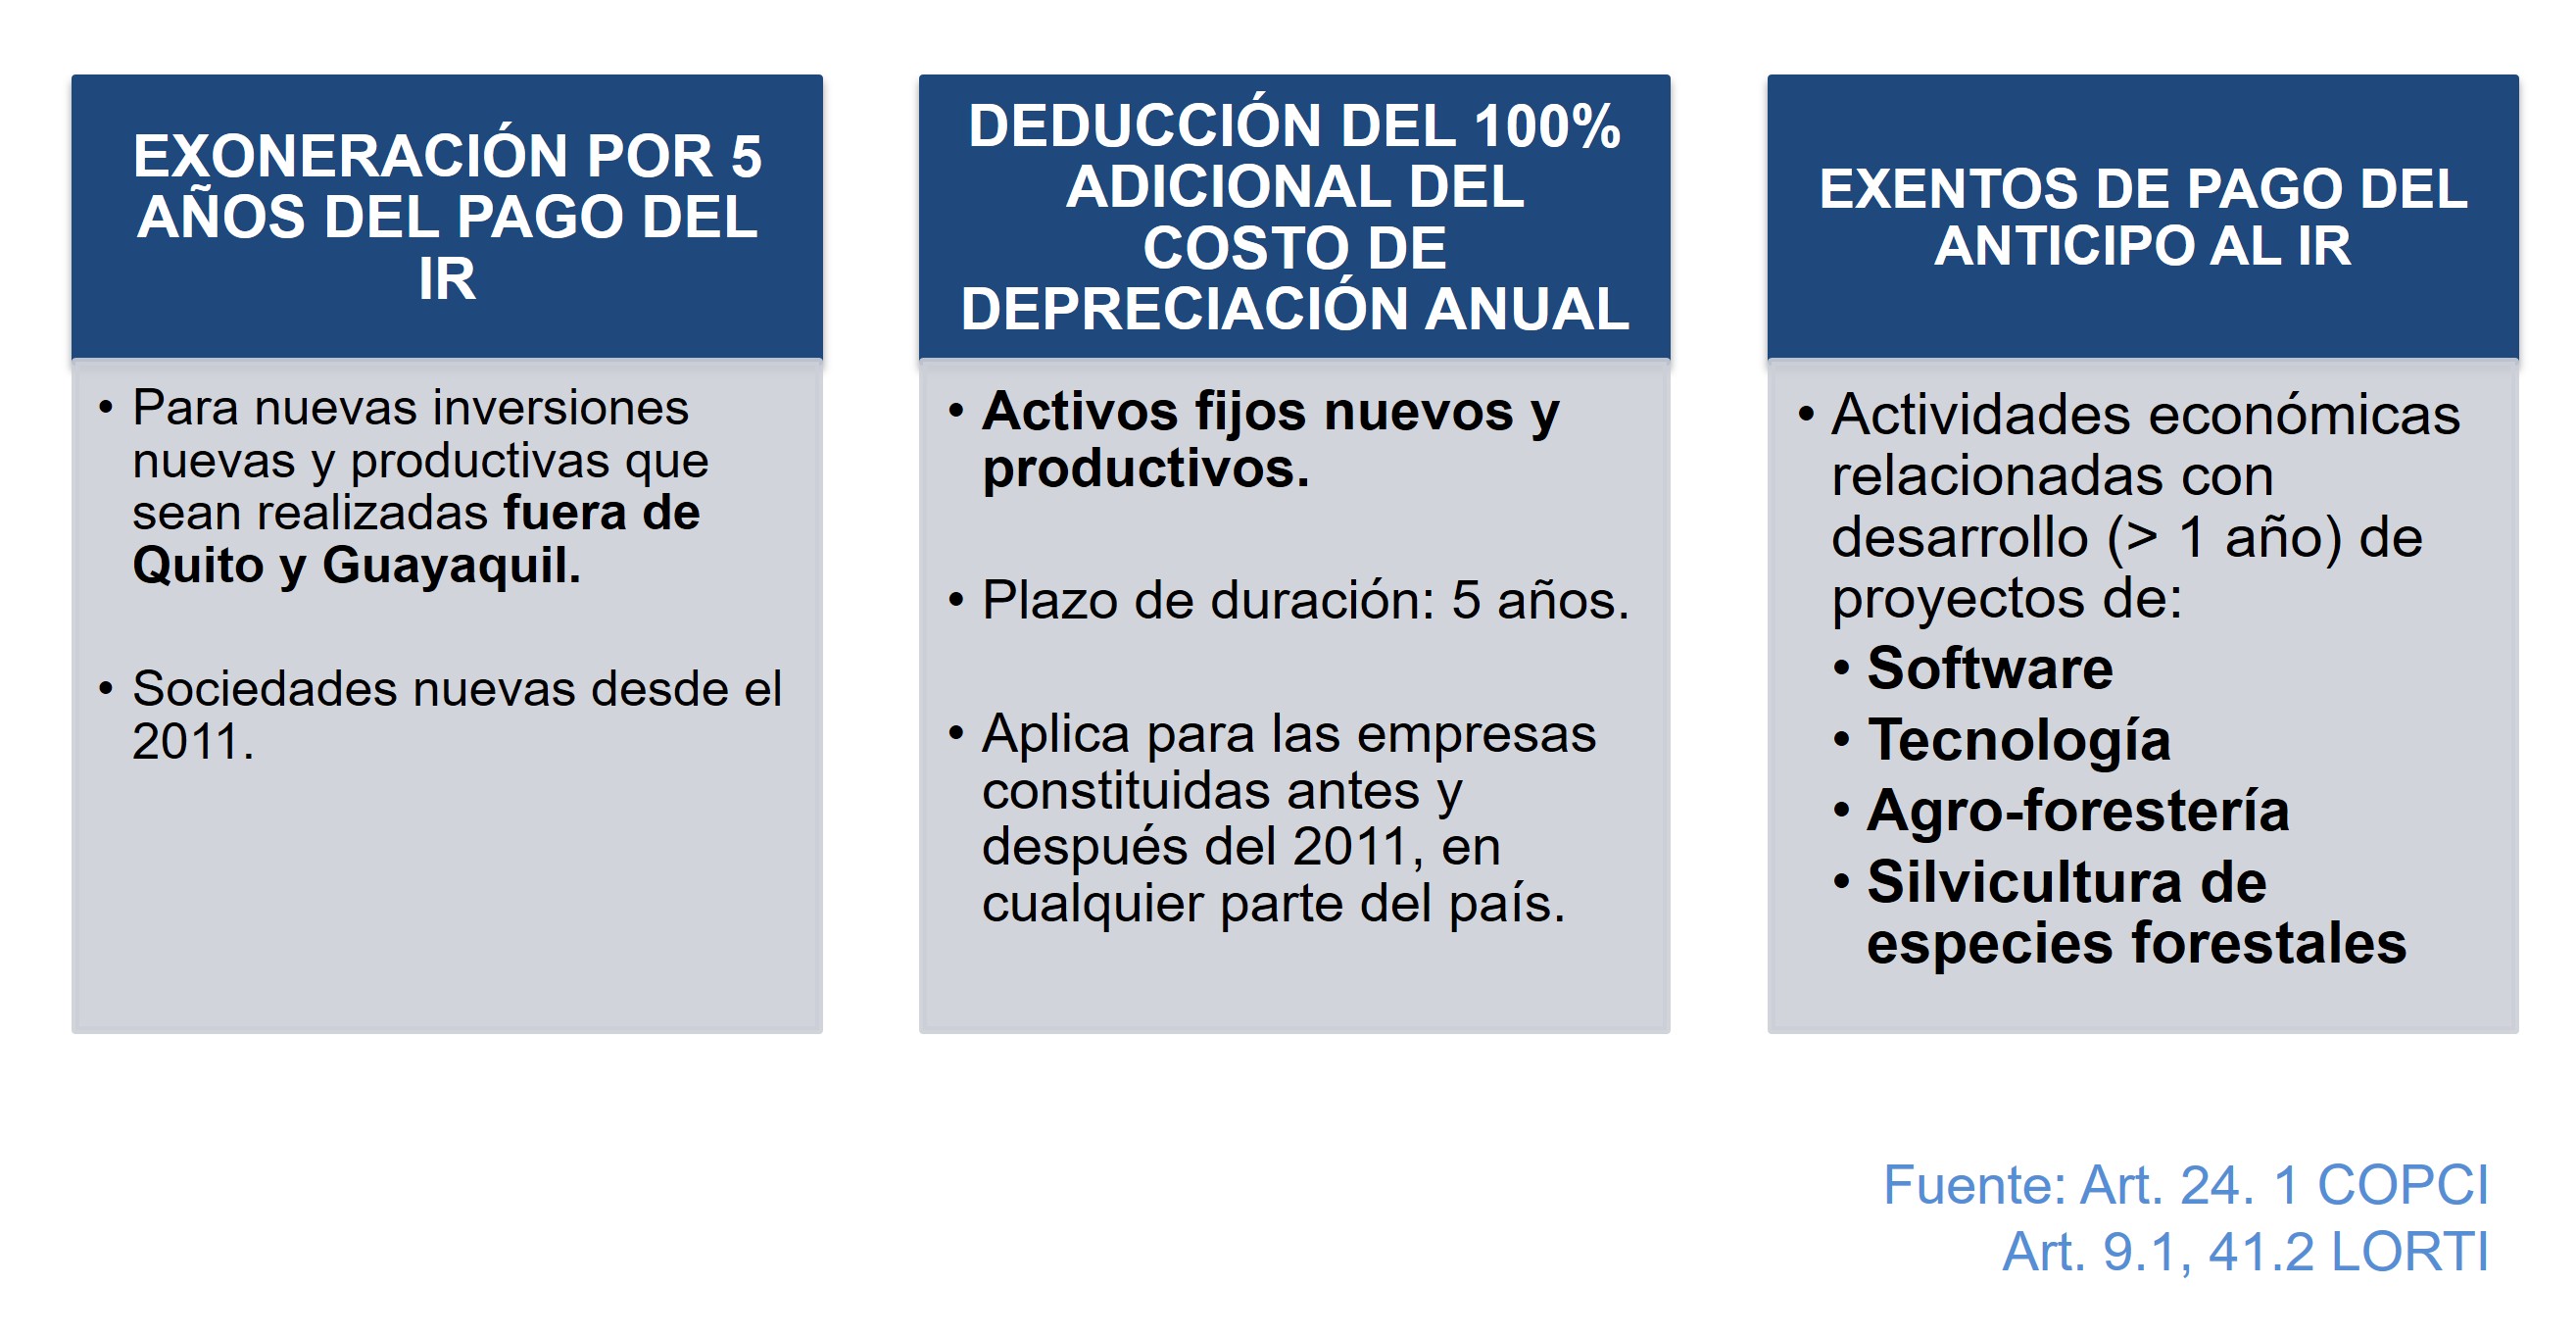 EXONERACIÓN POR 5
AÑOS DEL PAGO DEL
IR
• Para nuevas inversiones
nuevas y productivas que
sean realizadas fuera de
Quito y Guayaquil.
• Sociedades nuevas desde el
2011.
DEDUCCIÓN DEL 100%
ADICIONAL DEL
COSTO DE
DEPRECIACIÓN ANUAL
• Activos fijos nuevos y
productivos.
• Plazo de duración: 5 años.
• Aplica para las empresas
constituidas antes y
después del 2011, en
cualquier parte del país.
EXENTOS DE PAGO DEL
ANTICIPO AL IR
• Actividades económicas
relacionadas con
desarrollo (> 1 año) de
proyectos de:
• Software
• Tecnología
• Agro-forestería
• Silvicultura de
especies forestales
Fuente: Art. 24. 1 COPCI
Art. 9.1, 41.2 LORTI